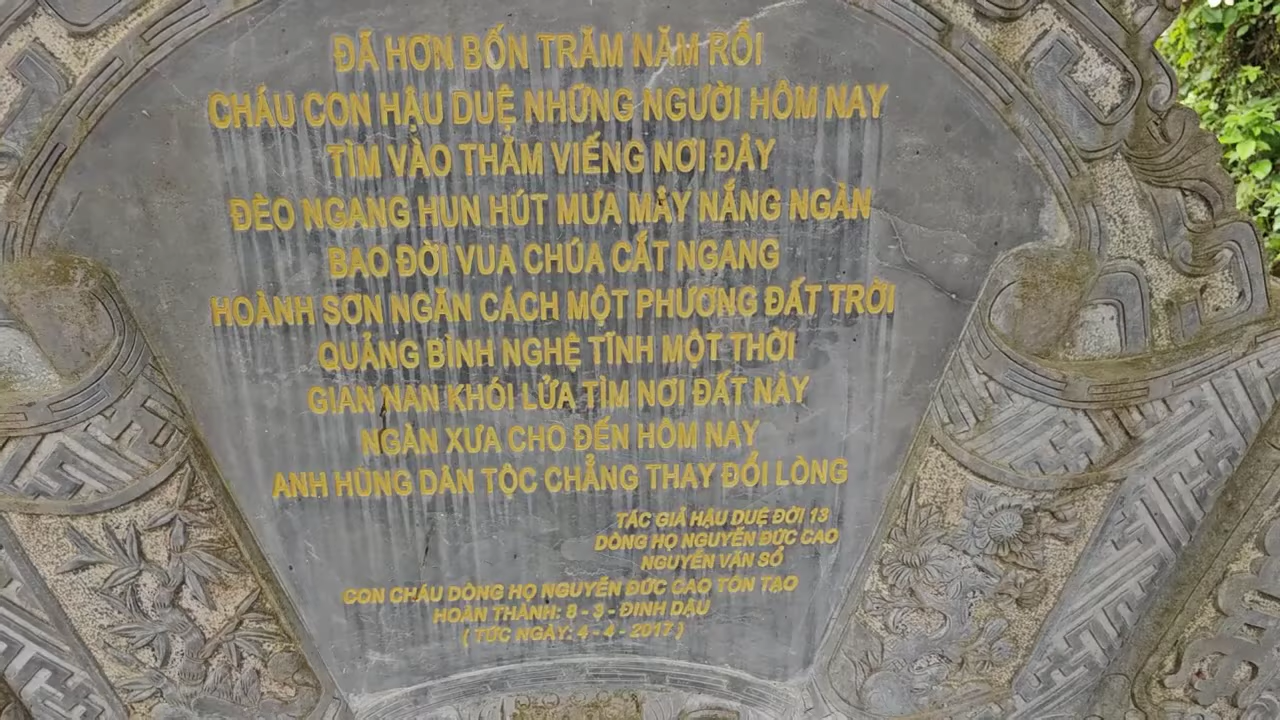 ĐÃ HƠN BỐN TRĂM NĂM RỒI
CHÁU CON HẬU DUỆ NHỮNG NGƯỜI HÔM NAY
TÌM VÀO THĂM VIẾNG NƠI ĐÂY
ĐÈO NGANG HUN HÚT MƯA MÂY NẮNG NGÀN
BAO ĐỜI VUA CHÚA CẮT NGANG
HOÀNH SƠN NGĂN CÁCH MỘT PHƯƠNG ĐẤT TRỜI
QUẢNG BÌNH NGHỆ TĨNH MỘT THỜI
GIAN NAN KHÓI LỬA TÌM NƠI ĐẤT NÀY
NGÀN XƯA CHO ĐẾN HÔM NAY
ANH HÙNG DÂN TỘC CHẲNG THAY ĐỔI LÒNG
TÁC GIẢ HẬU DUỆ ĐỜI 13
DÒNG HỌ NGUYỄN ĐỨC CAO
NGUYỄN VĂN SỔ
CON CHÁU DÒNG HỌ NGUYỄN ĐỨC CAO TÔN TẠO
HOÀN THÀNH: 8 - 3 - ĐINH DẬU
( TỨC NGÀY: 4 - 4 - 2017 )